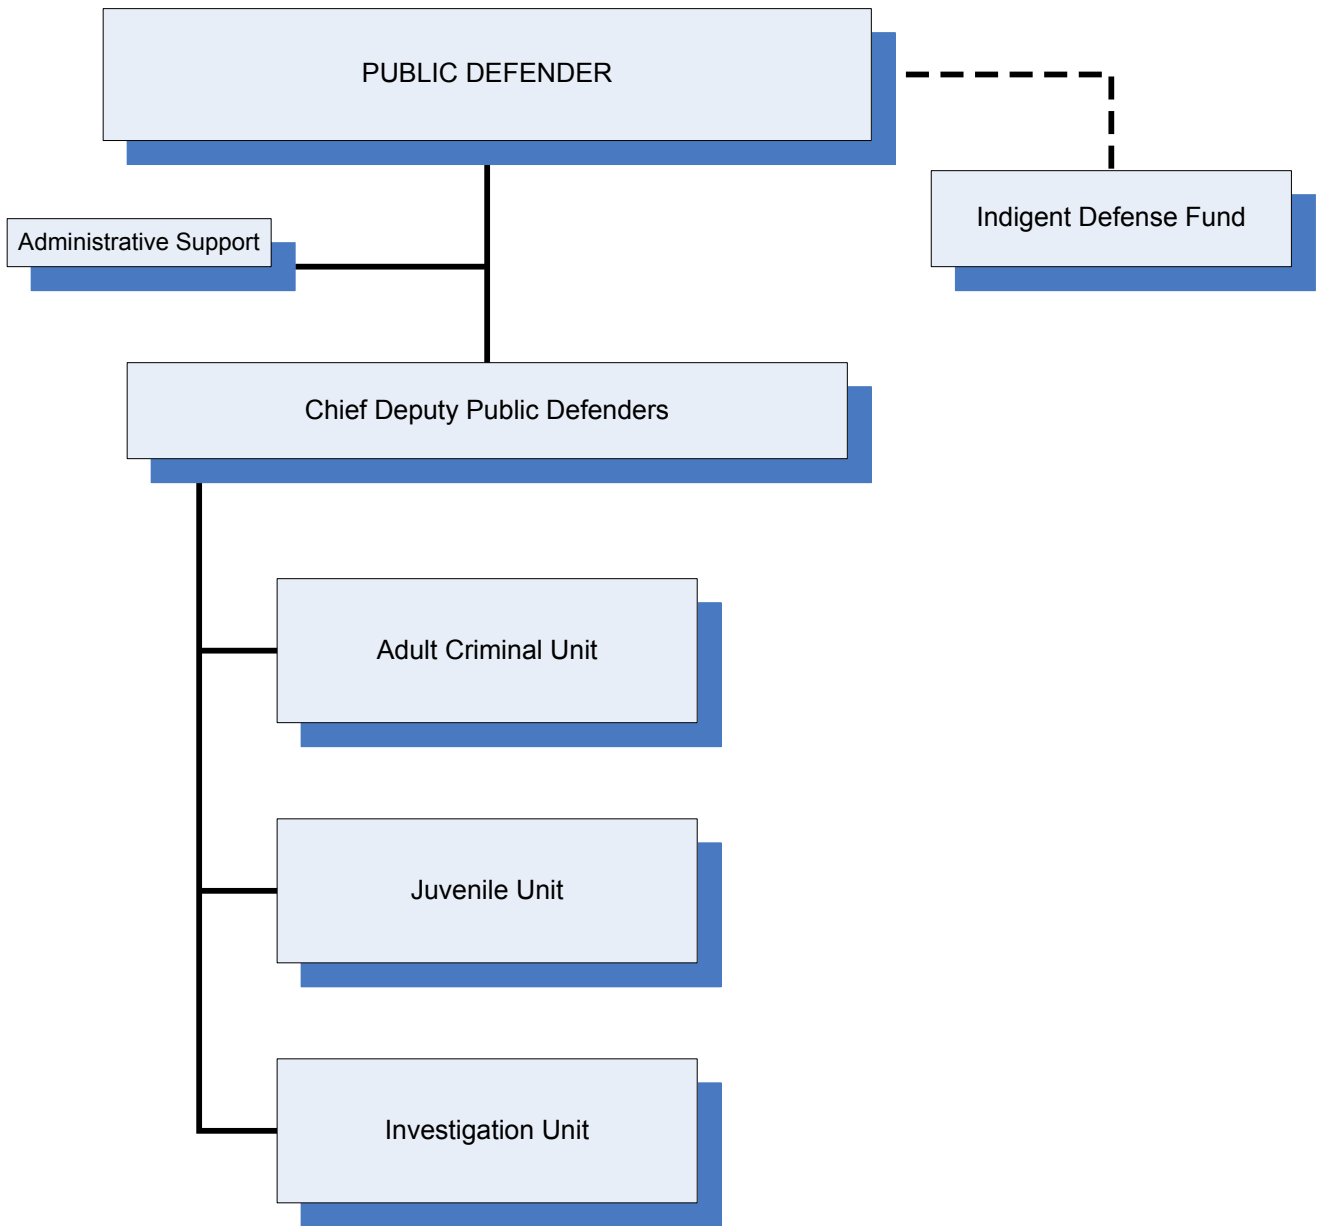 PUBLIC DEFENDER
Indigent Defense Fund
Administrative Support
Chief Deputy Public Defenders
Adult Criminal Unit
Juvenile Unit
Investigation Unit